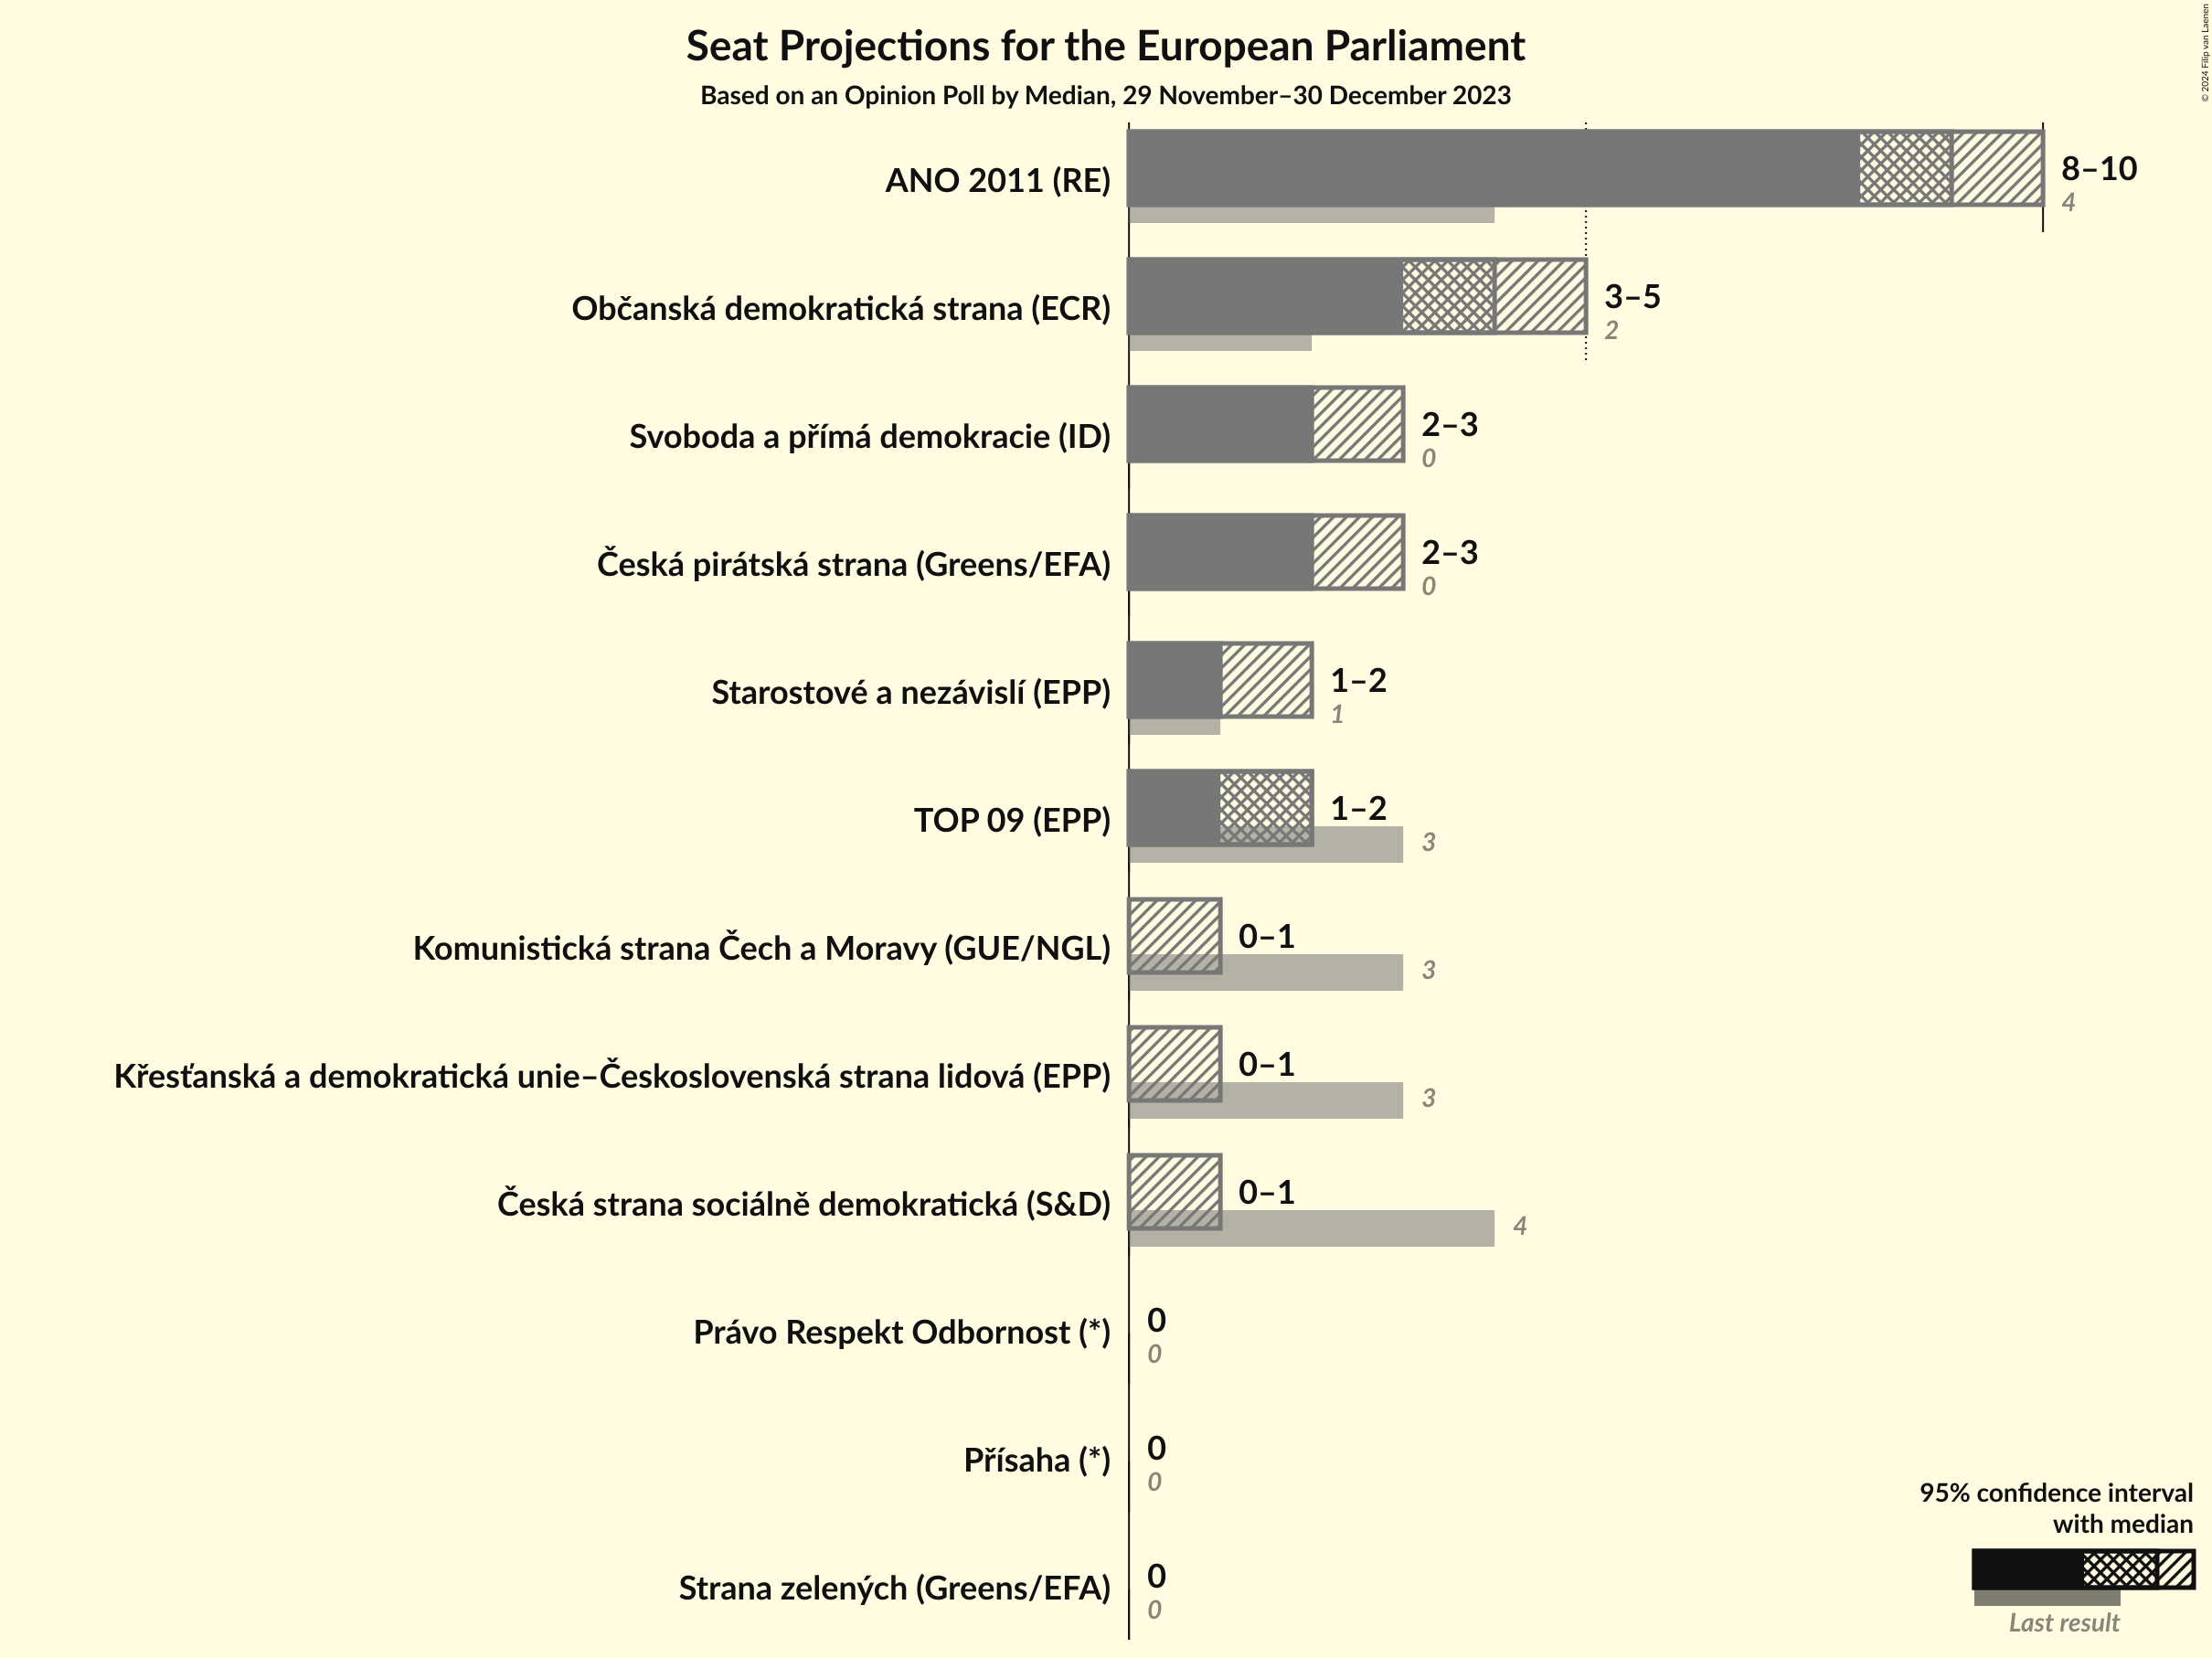 Seat Projections for the European Parliament
Based on an Opinion Poll by Median, 29 November–30 December 2023
© 2024 Filip van Laenen
ANO 2011 (RE)
8–10
4
Občanská demokratická strana (ECR)
3–5
2
Svoboda a přímá demokracie (ID)
2–3
0
Česká pirátská strana (Greens/EFA)
2–3
0
Starostové a nezávislí (EPP)
1–2
1
TOP 09 (EPP)
1–2
3
Komunistická strana Čech a Moravy (GUE/NGL)
0–1
3
Křesťanská a demokratická unie–Československá strana lidová (EPP)
0–1
3
Česká strana sociálně demokratická (S&D)
0–1
4
Právo Respekt Odbornost (*)
0
0
Přísaha (*)
0
0
Strana zelených (Greens/EFA)
0
0
95% confidence interval
with median
Last result